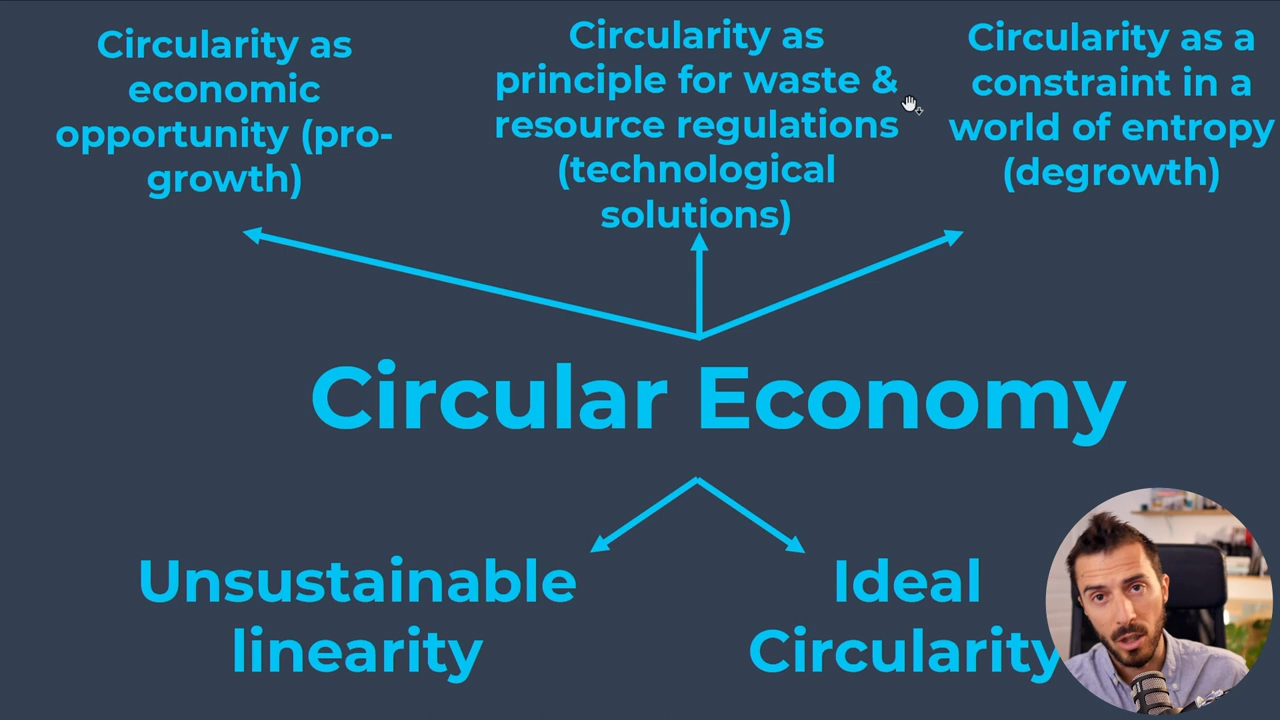 Circularity as
economic
opportunity (pro-
growth)
Circularity as
principle for waste &
resource regulations
(technological
solutions)
Circularity as a
constraint in a
world of entropy
(degrowth)
Circular Economy
Unsustainable
linearity
Ideal
Circularity